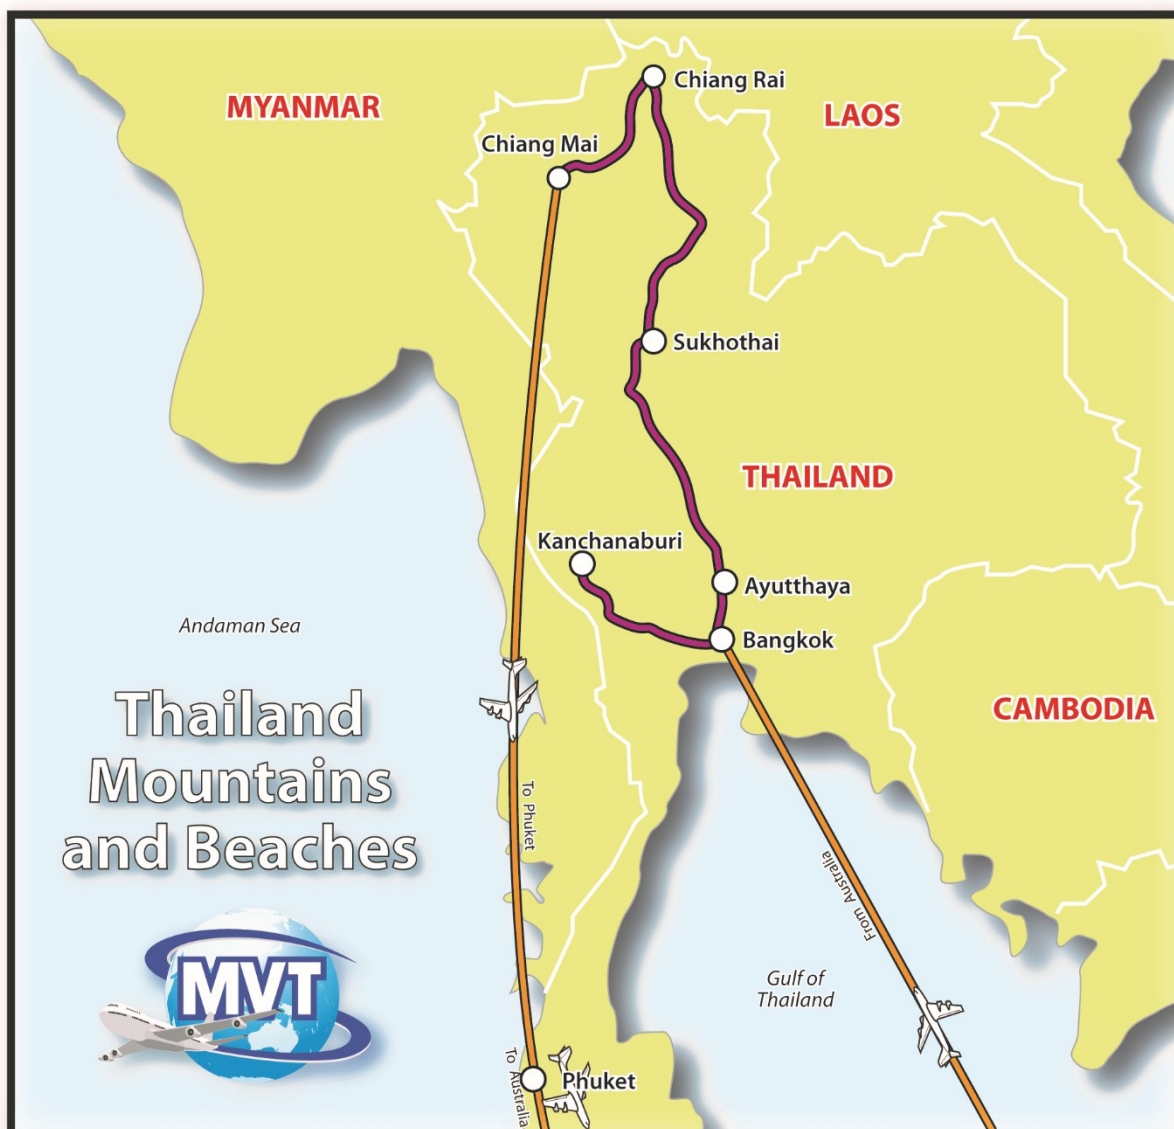 MYANMAR
Chiang Rai
LAOS
Chiang Mai
Sukhothai
THAILAND
Kanchanaburi
Ayutthaya
Andaman Sea
Bangkok
CAMBODIA
Thailand
Mountains
and Beaches
To Phuket
From Australia
Gulf of
Thailand
MVT
To Australia
Phuket